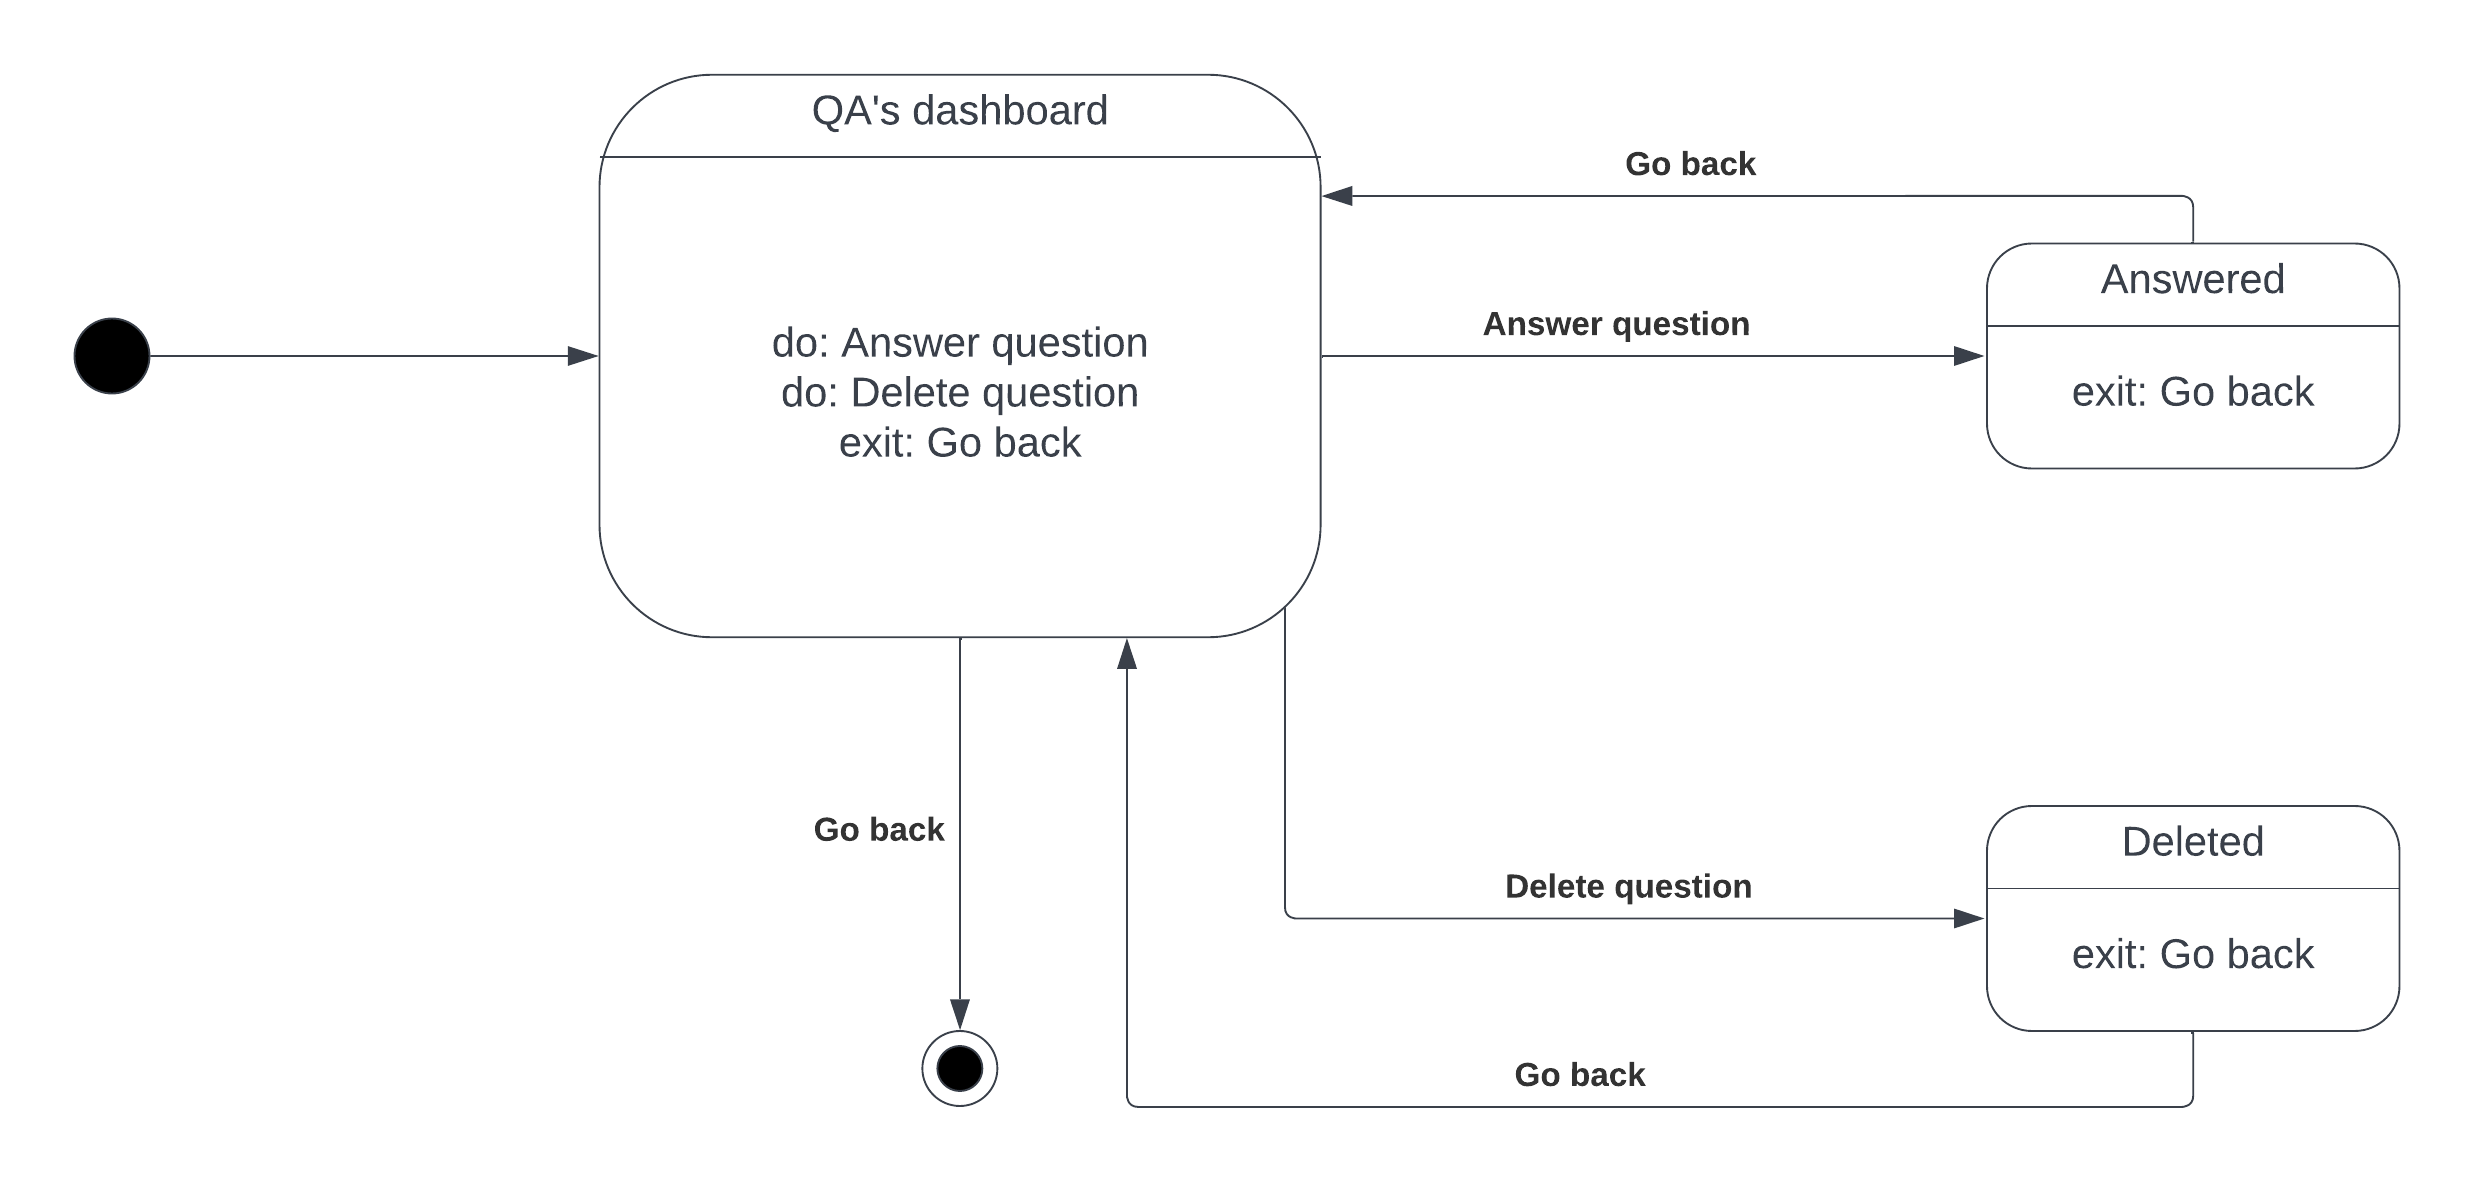 QA's dashboard
do: Answer question
do: Delete question
exit: Go back
Go back
Answer question
Answered
exit: Go back
Go back
Delete question
Deleted
exit: Go back
Go back